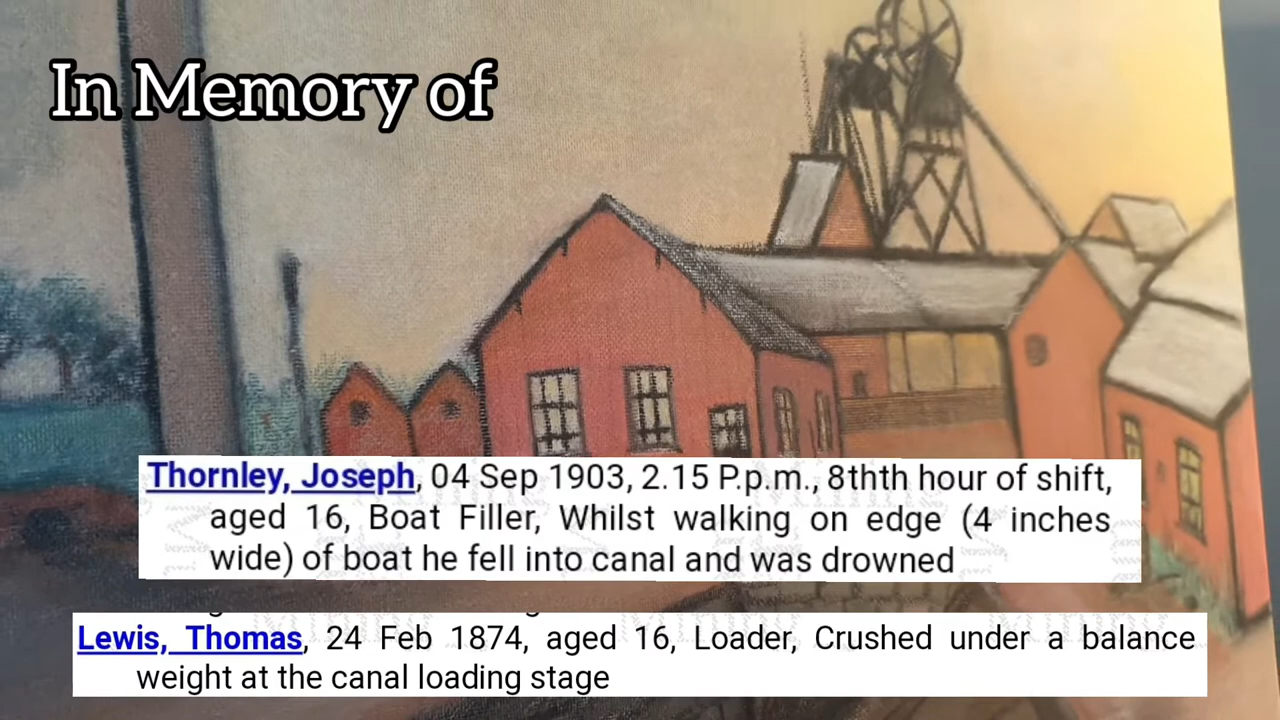 In Memory of
Thornley, Joseph, 04 Sep 1903, 2.15 P.p.m., 8thth hour of shift,
aged 16, Boat Filler, Whilst walking on edge (4 inches
wide) of boat he fell into canal and was drowned
Lewis, Thomas, 24 Feb 1874, aged 16, Loader, Crushed under a balance
weight at the canal loading stage